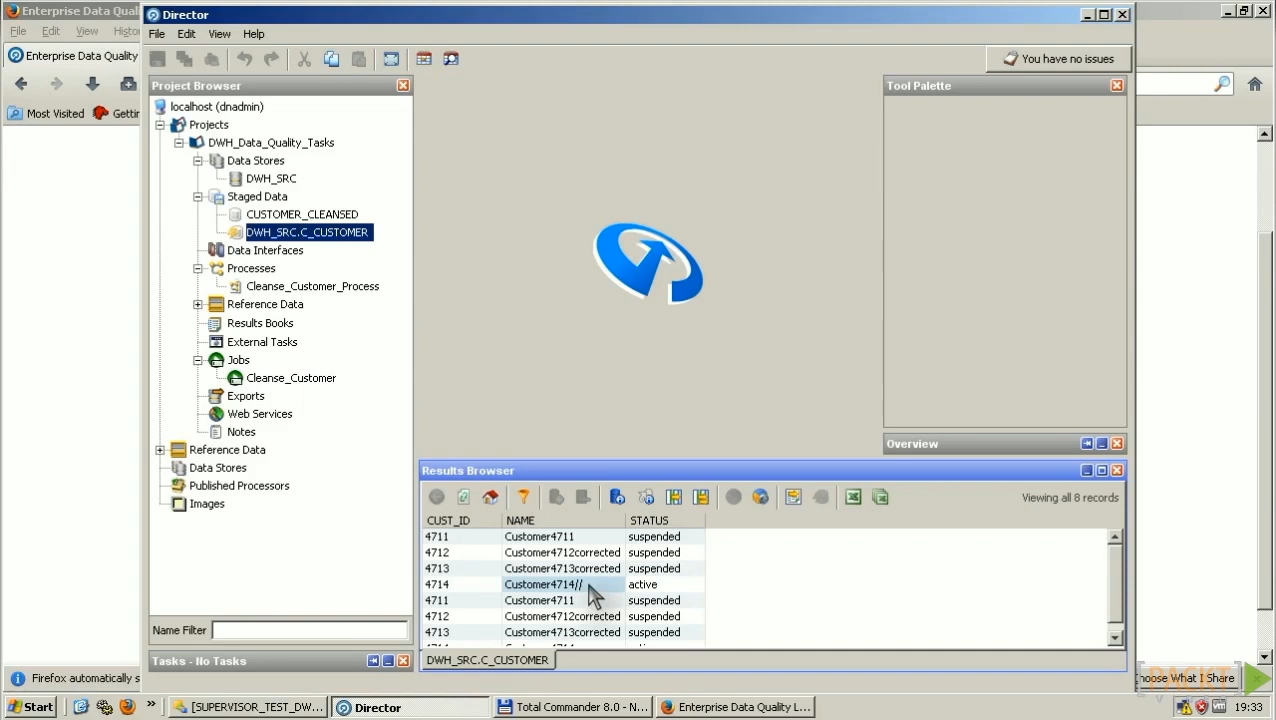 Enterprise Data Quali
Director
File Edit View Histor
File Edit View Help
Enterprise Data Quality
You have no issues
Most Visited Gettin
Project Browser
Tool Palette
localhost (dnadmin)
Projects
DWH_Data_Quality_Tasks
Data Stores
DWH_SRC
Staged Data
CUSTOMER_CLEANSED
DWH_SRC.C_CUSTOMER
Data Interfaces
Processes
Cleanse_Customer_Process
Reference Data
Results Books
External Tasks
Jobs
Cleanse_Customer
Exports
Web Services
Notes
Reference Data
Data Stores
Published Processors
Images
Name Filter
Tasks - No Tasks
Overview
Results Browser
Viewing all 8 records
CUST_ID NAME STATUS
4711 Customer4711 suspended
4712 Customer4712corrected suspended
4713 Customer4713corrected suspended
4714 Customer4714// active
4711 Customer4711 suspended
4712 Customer4712corrected suspended
4713 Customer4713corrected suspended
DWH_SRC.C_CUSTOMER
Firefox automatically s
hoose What I Share
PACKT
Start
»
[SUPERVISOR_TEST_DW...
Director
Total Commander 8.0 - N...
Enterprise Data Quality L...
19:33